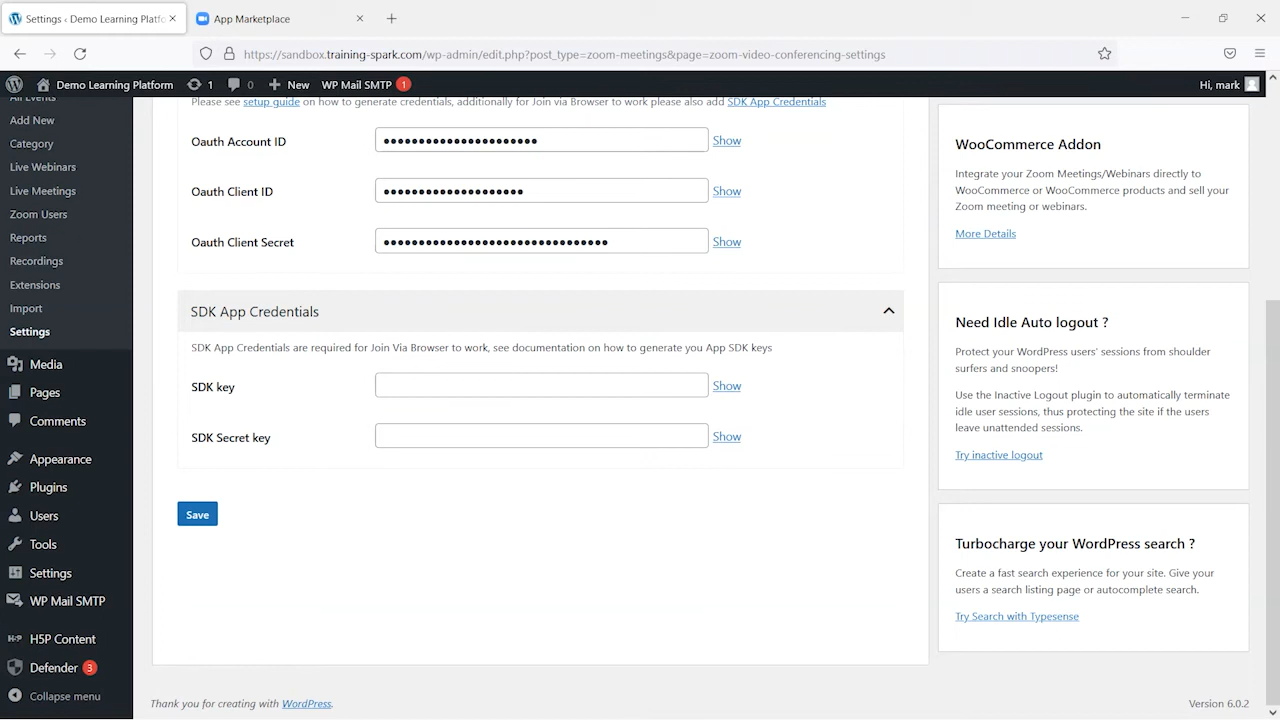 Settings ‹ Demo Learning Platfo
App Marketplace
https://sandbox.training-spark.com/wp-admin/edit.php?post_type=zoom-meetings&page=zoom-video-conferencing-settings
Demo Learning Platform
1
0
New
WP Mail SMTP
1
Hi, mark
All Events
Add New
Category
Live Webinars
Live Meetings
Zoom Users
Reports
Recordings
Extensions
Import
Settings
Media
Pages
Comments
Appearance
Plugins
Users
Tools
Settings
WP Mail SMTP
H5P Content
Defender 3
Collapse menu
Please see setup guide on how to generate credentials, additionally for Join via Browser to work please also add SDK App Credentials
Oauth Account ID
Show
Oauth Client ID
Show
Oauth Client Secret
Show
SDK App Credentials
SDK App Credentials are required for Join Via Browser to work, see documentation on how to generate you App SDK keys
SDK key
Show
SDK Secret key
Show
Save
WooCommerce Addon
Integrate your Zoom Meetings/Webinars directly to
WooCommerce or WooCommerce products and sell your
Zoom meeting or webinars.
More Details
Need Idle Auto logout ?
Protect your WordPress users' sessions from shoulder
surfers and snoopers!
Use the Inactive Logout plugin to automatically terminate
idle user sessions, thus protecting the site if the users
leave unattended sessions.
Try inactive logout
Turbocharge your WordPress search ?
Create a fast search experience for your site. Give your
users a search listing page or autocomplete search.
Try Search with Typesense
Thank you for creating with WordPress.
Version 6.0.2